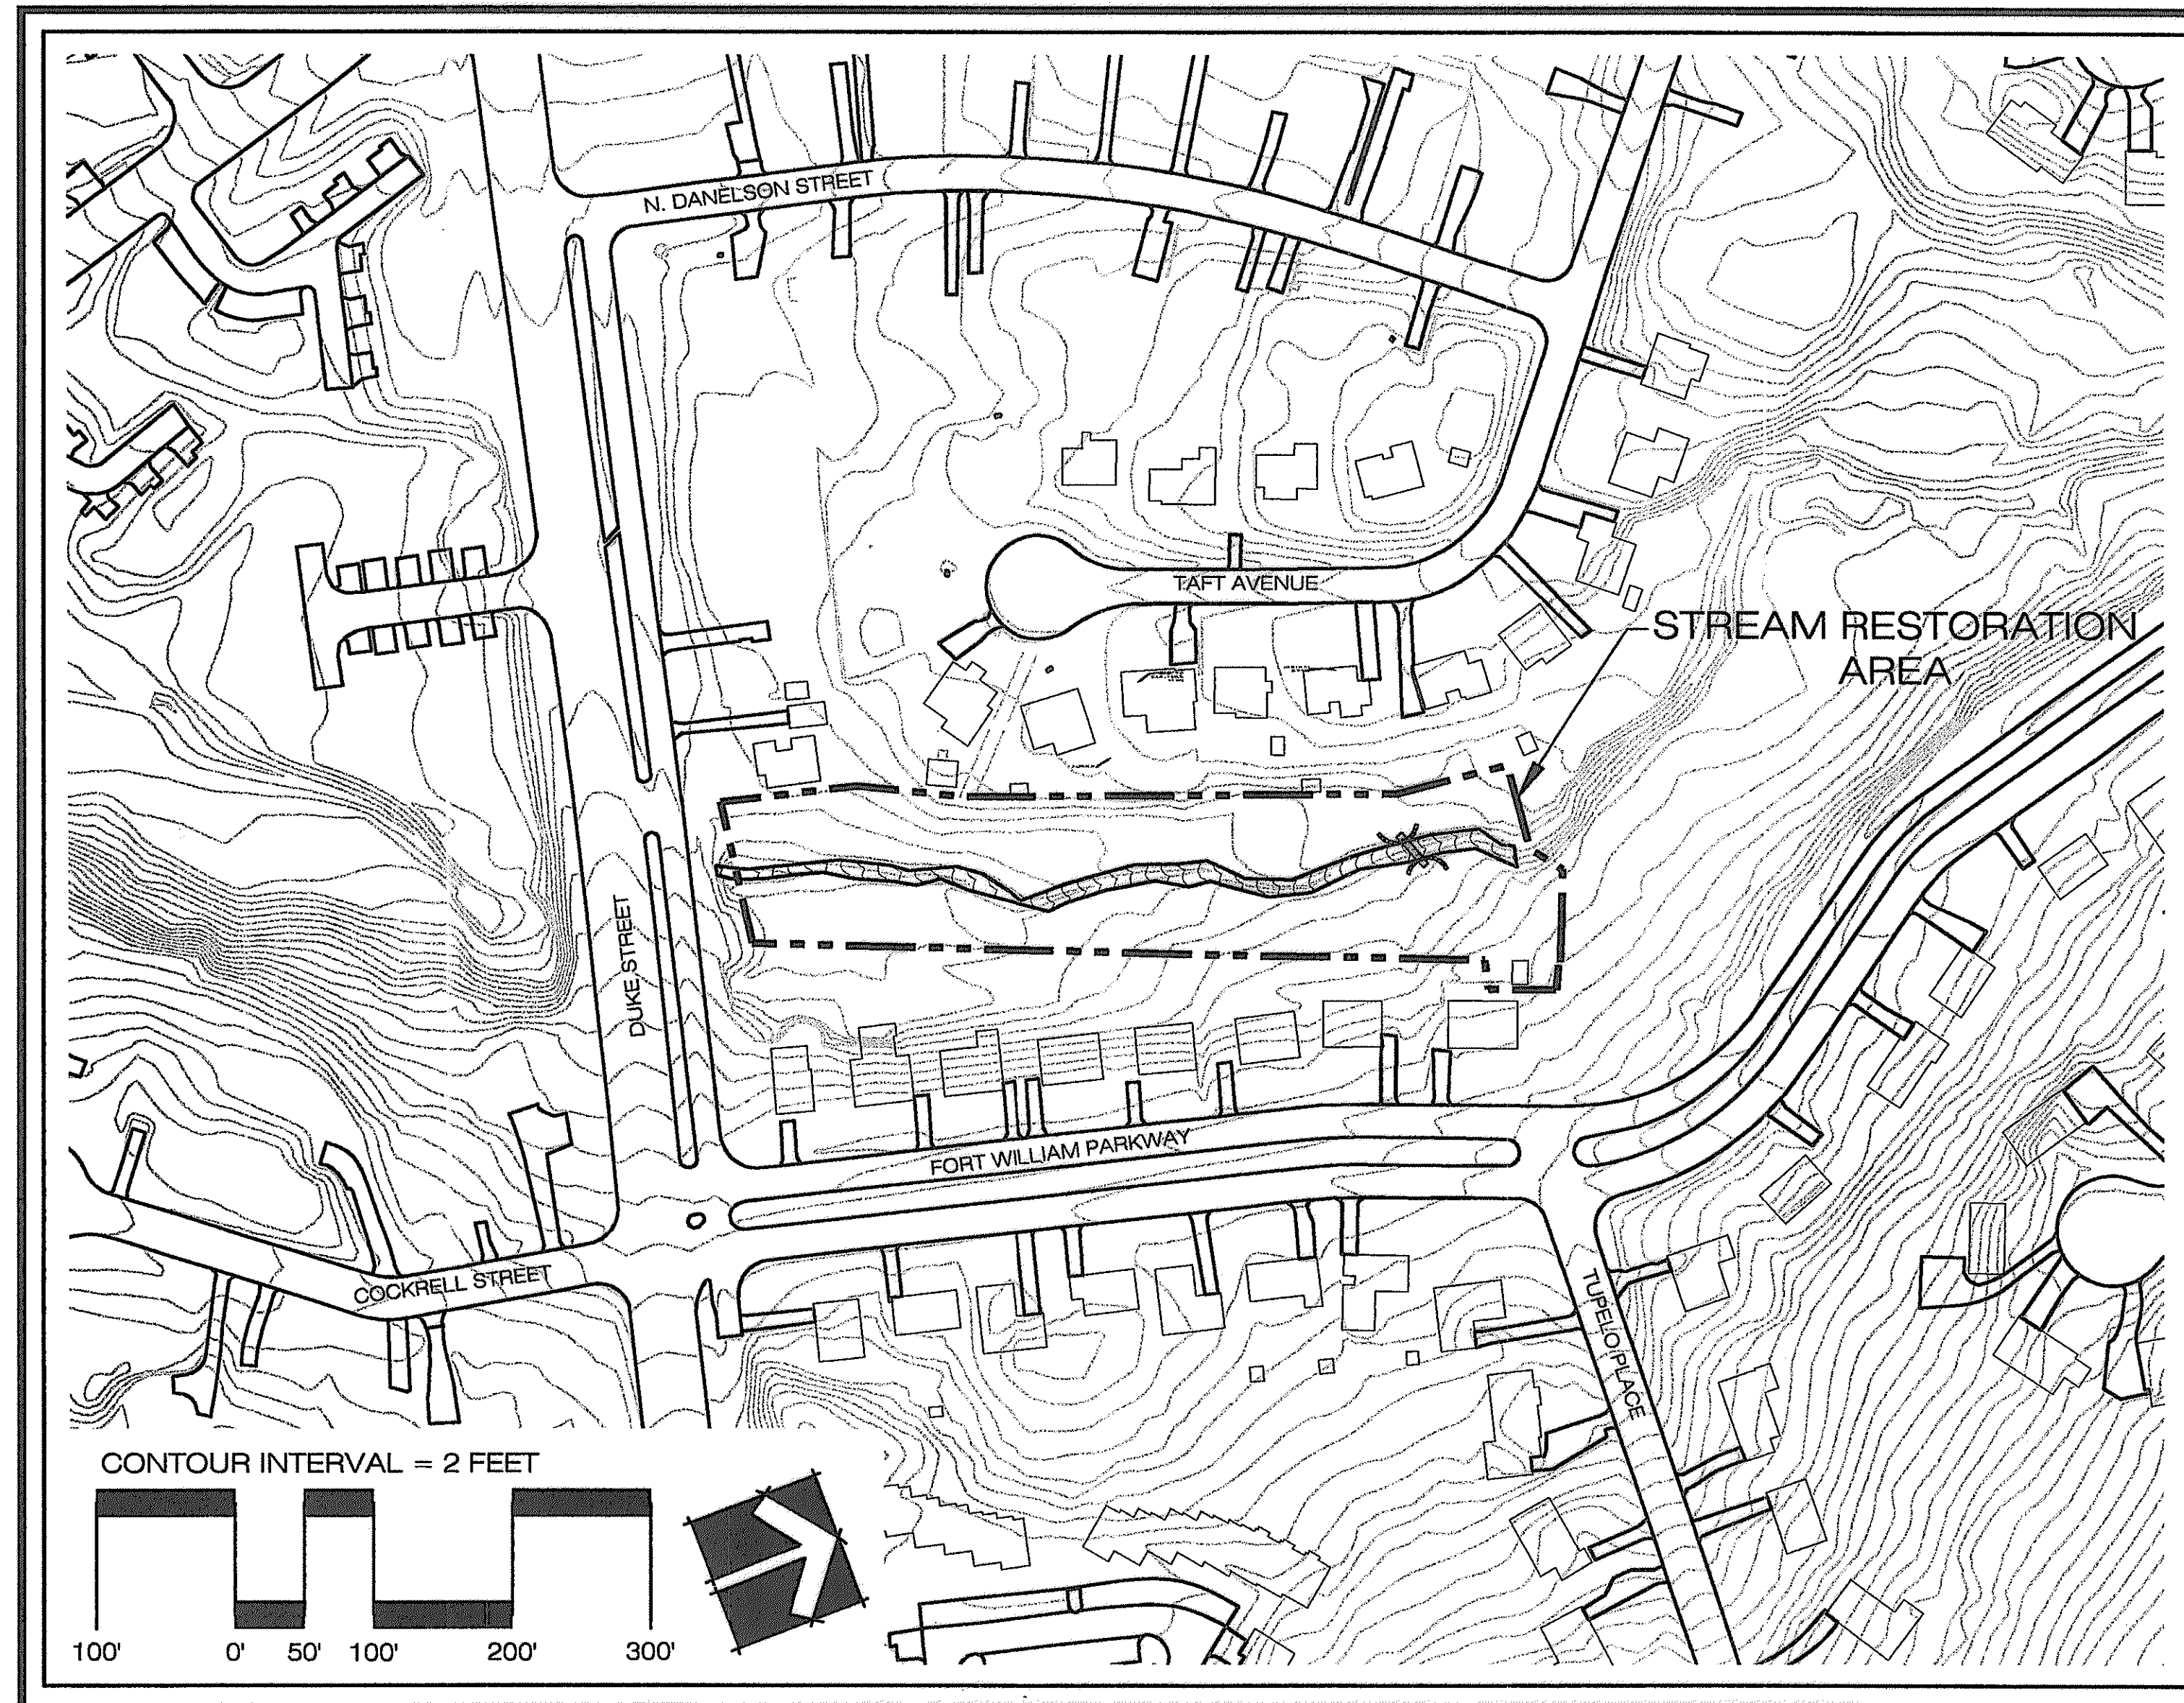 N. DANELSON STREET
TAFT AVENUE
STREAM RESTORATION
AREA
DUKE STREET
FORT WILLIAM PARKWAY
COCKRELL STREET
TUPELO PLACE
CONTOUR INTERVAL = 2 FEET
100' 0' 50' 100' 200' 300'